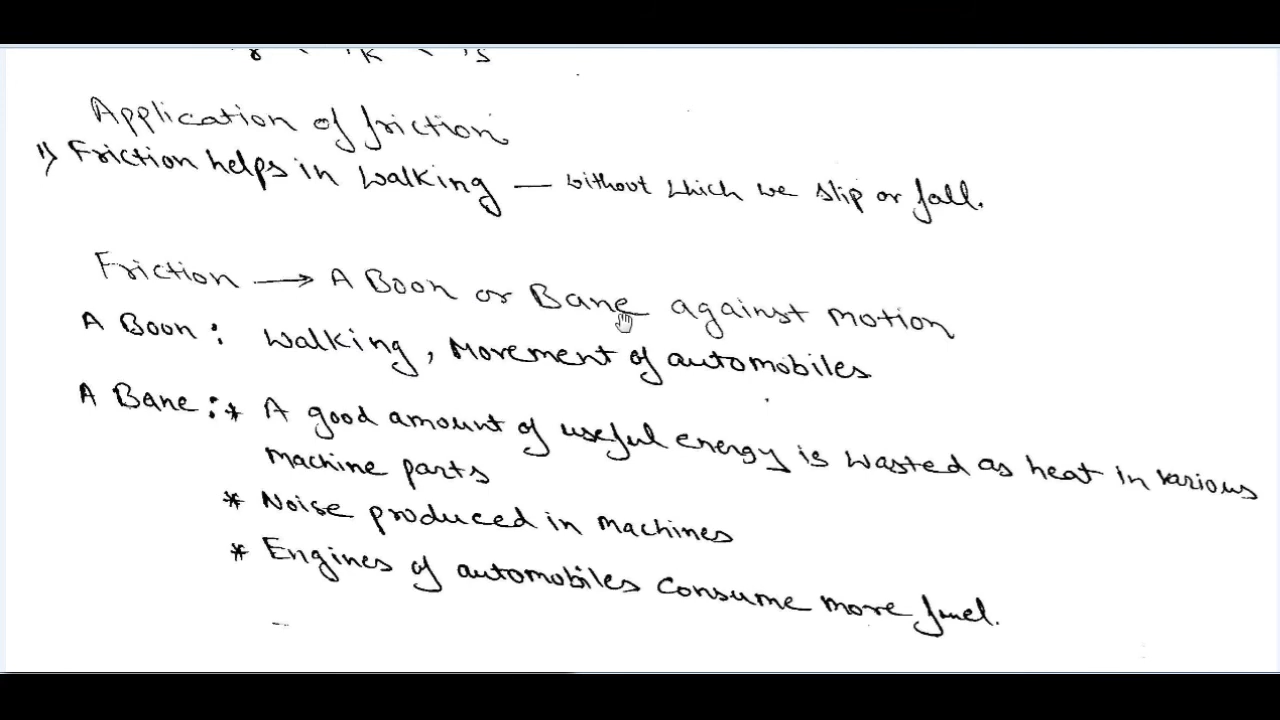 Application of friction.
1) Friction helps in walking — without which we slip or fall.
Friction → A Boon or Bane against motion
A Boon: Walking, Movement of automobiles
A Bane: * A good amount of useful energy is wasted as heat in various
machine parts
* Noise produced in machines
* Engines of automobiles consume more fuel.